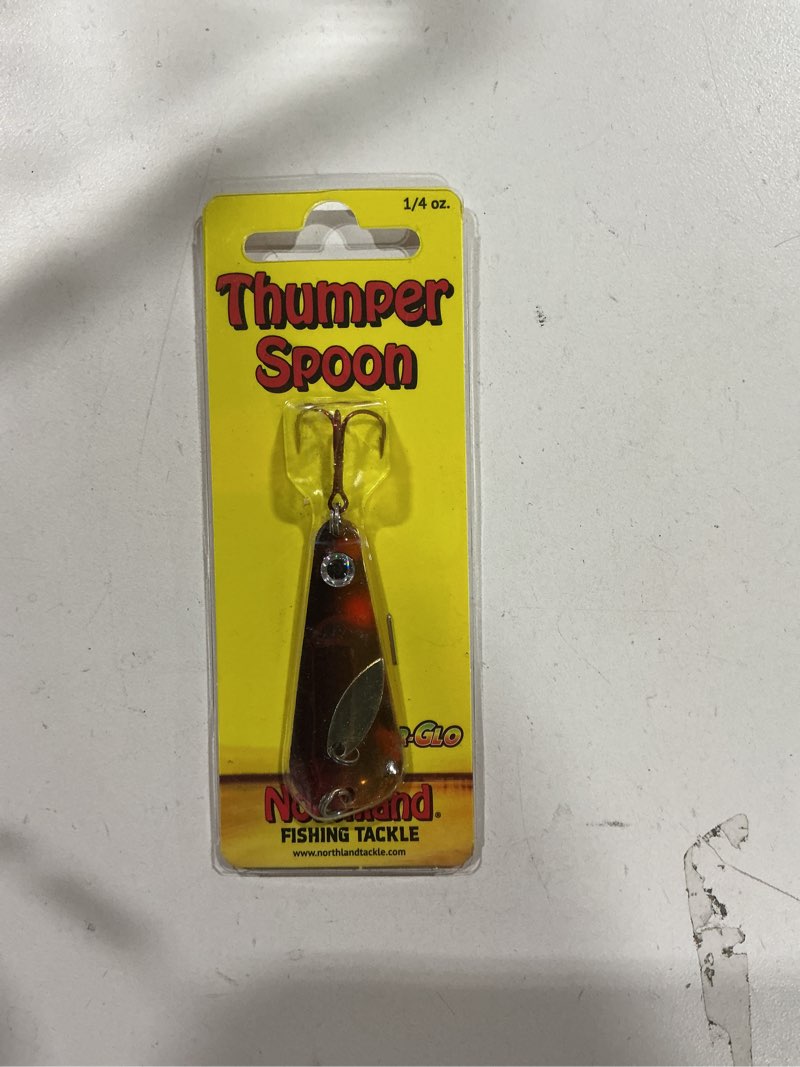 1/4 oz.
Thumper
Spoon
-GLO
Northland®
FISHING TACKLE
www.northlandtackle.com